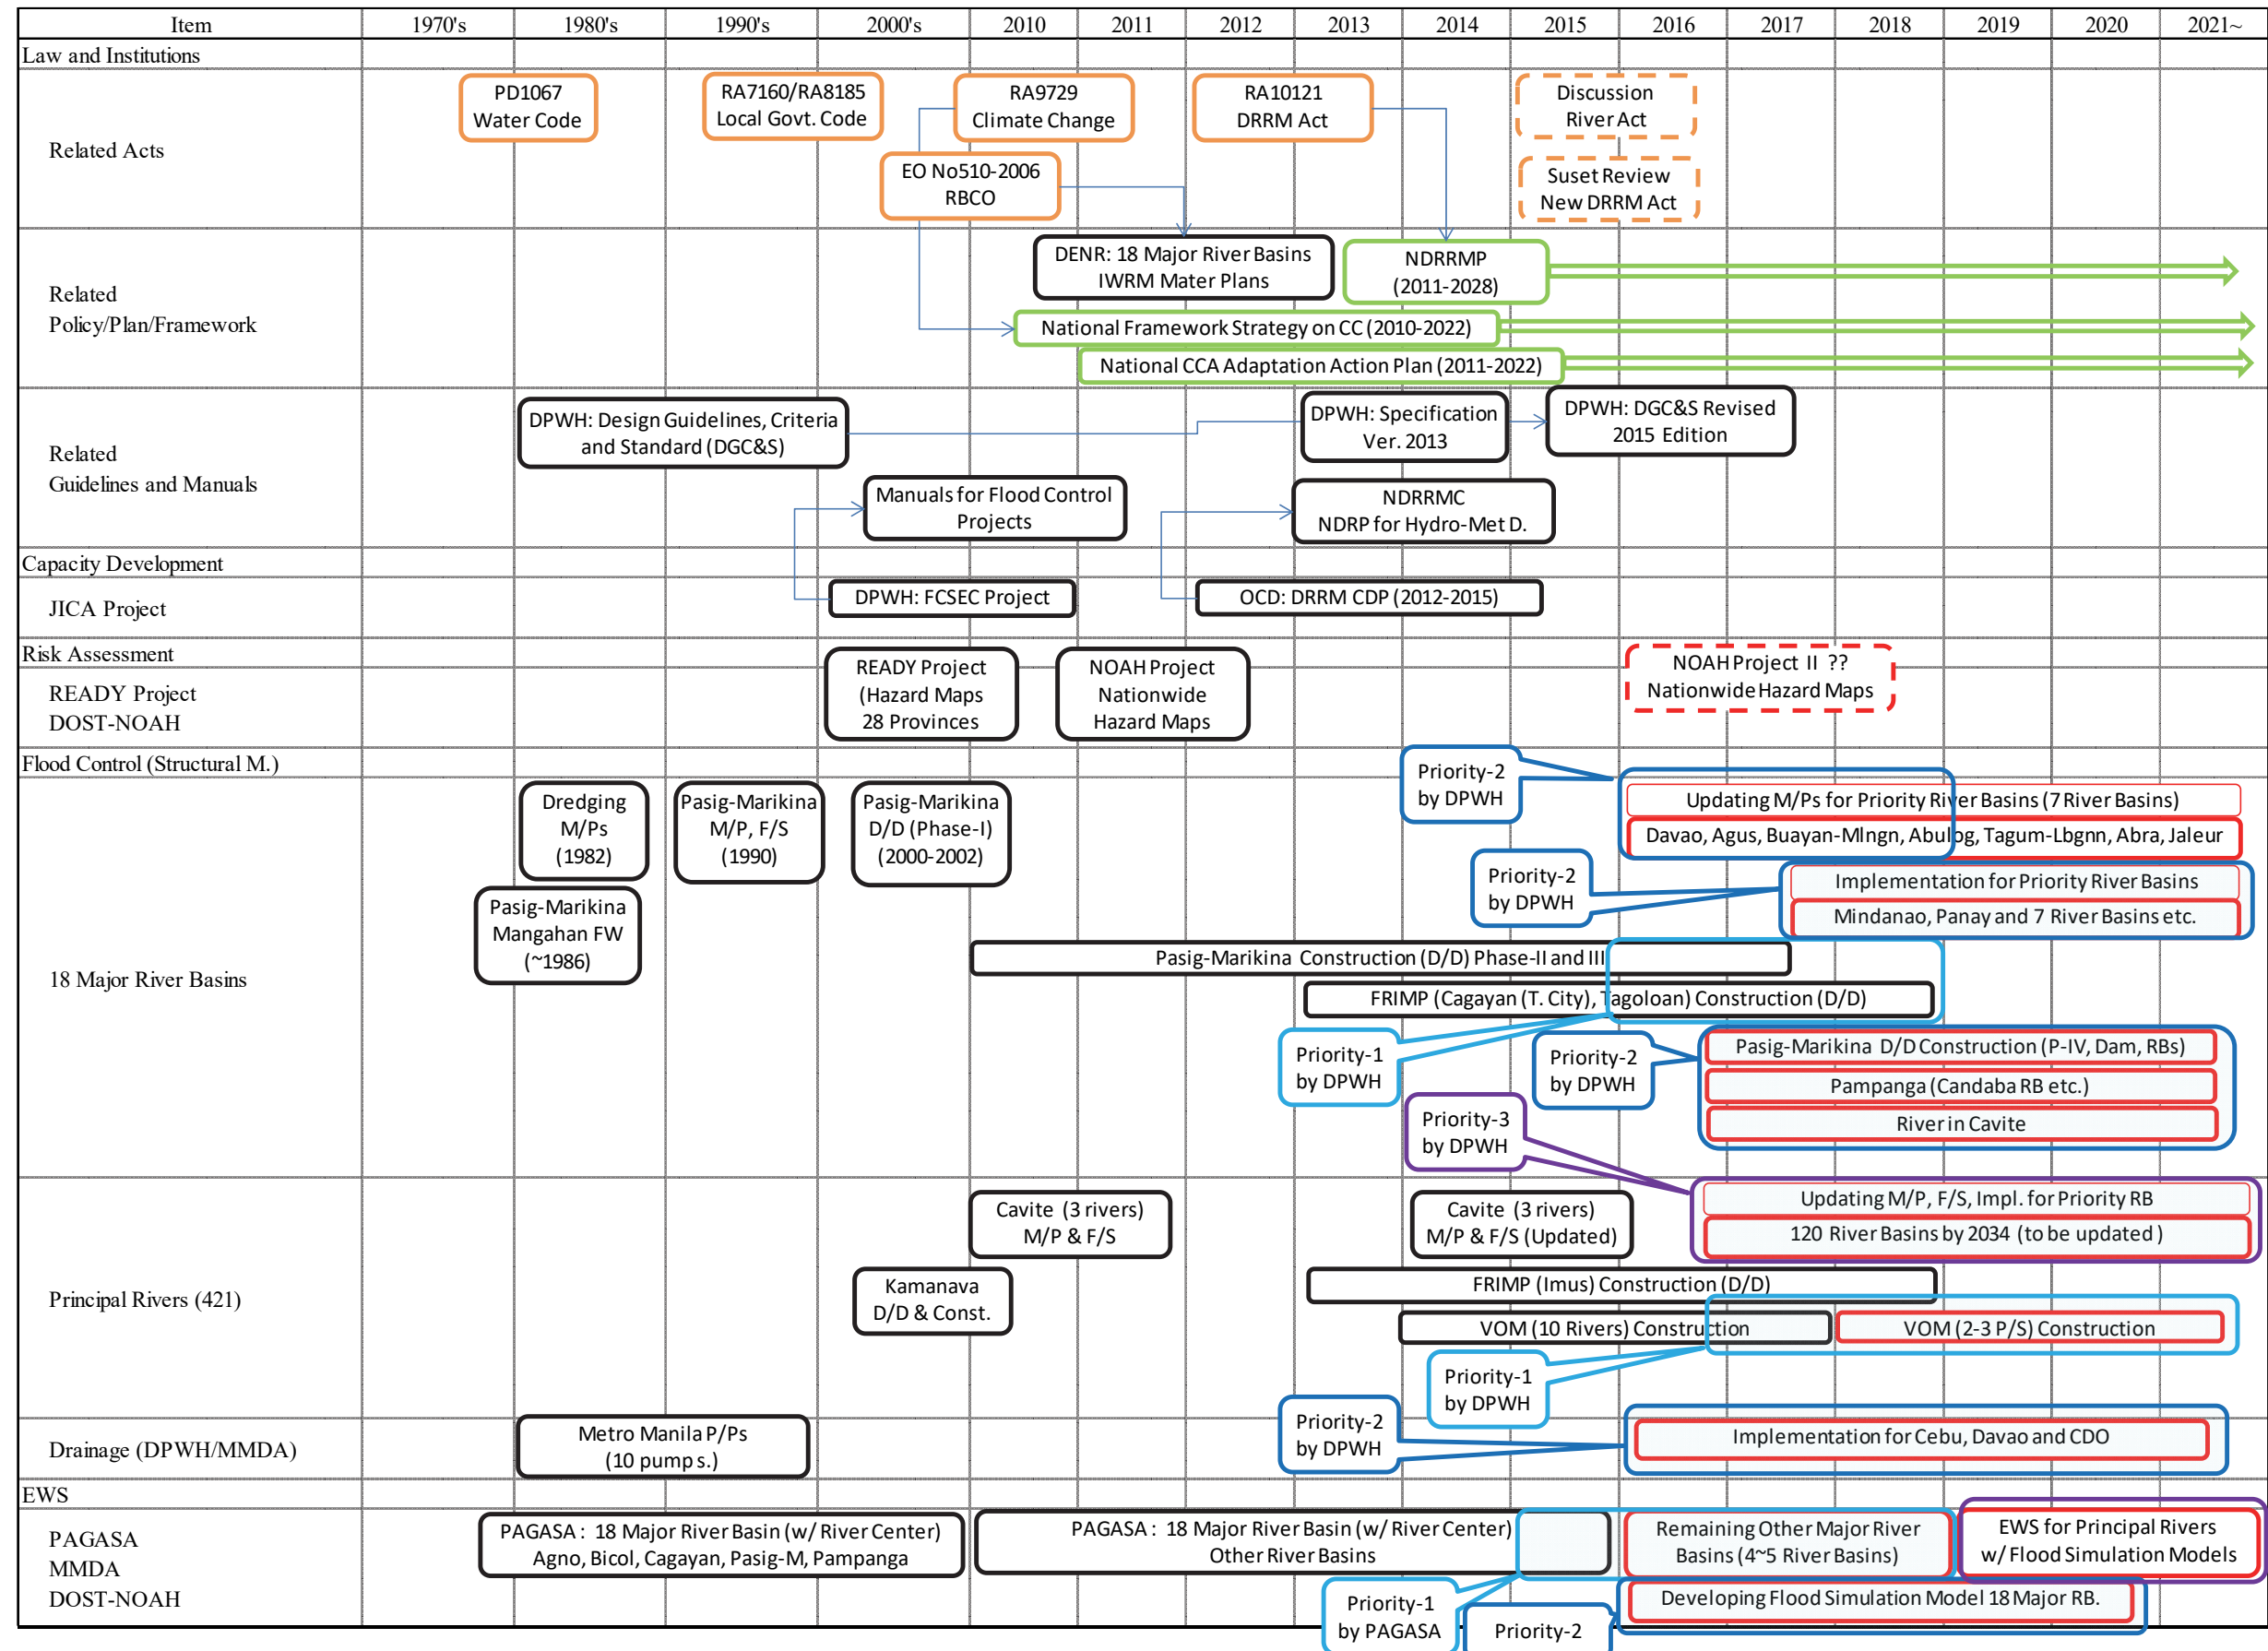 Item 1970's 1980's 1990's 2000's 2010 2011 2012 2013 2014 2015 2016 2017 2018 2019 2020 2021~
Law and Institutions
Related Acts
PD1067
Water Code
RA7160/RA8185
Local Govt. Code
RA9729
Climate Change
RA10121
DRRM Act
Discussion
River Act
EO No510-2006
RBCO
Suset Review
New DRRM Act
Related
Policy/Plan/Framework
DENR: 18 Major River Basins
IWRM Mater Plans
NDRRMP
(2011-2028)
National Framework Strategy on CC (2010-2022)
National CCA Adaptation Action Plan (2011-2022)
Related
Guidelines and Manuals
DPWH: Design Guidelines, Criteria
and Standard (DGC&S)
DPWH: Specification
Ver. 2013
DPWH: DGC&S Revised
2015 Edition
Manuals for Flood Control
Projects
NDRRMC
NDRP for Hydro-Met D.
Capacity Development
JICA Project
DPWH: FCSEC Project
OCD: DRRM CDP (2012-2015)
Risk Assessment
READY Project
DOST-NOAH
READY Project
(Hazard Maps
28 Provinces
NOAH Project
Nationwide
Hazard Maps
NOAH Project II ??
Nationwide Hazard Maps
Flood Control (Structural M.)
18 Major River Basins
Dredging
M/Ps
(1982)
Pasig-Marikina
M/P, F/S
(1990)
Pasig-Marikina
D/D (Phase-I)
(2000-2002)
Priority-2
by DPWH
Updating M/Ps for Priority River Basins (7 River Basins)
Davao, Agus, Buayan-Mlngn, Abulog, Tagum-Lbgnn, Abra, Jaleur
Pasig-Marikina
Mangahan FW
(~1986)
Priority-2
by DPWH
Implementation for Priority River Basins
Mindanao, Panay and 7 River Basins etc.
Pasig-Marikina Construction (D/D) Phase-II and III
FRIMP (Cagayan (T. City), Tagoloan) Construction (D/D)
Priority-1
by DPWH
Priority-2
by DPWH
Pasig-Marikina D/D Construction (P-IV, Dam, RBs)
Pampanga (Candaba RB etc.)
River in Cavite
Priority-3
by DPWH
Principal Rivers (421)
Cavite (3 rivers)
M/P & F/S
Cavite (3 rivers)
M/P & F/S (Updated)
Updating M/P, F/S, Impl. for Priority RB
120 River Basins by 2034 (to be updated )
Kamanava
D/D & Const.
FRIMP (Imus) Construction (D/D)
VOM (10 Rivers) Construction
VOM (2-3 P/S) Construction
Priority-1
by DPWH
Drainage (DPWH/MMDA)
Metro Manila P/Ps
(10 pump s.)
Priority-2
by DPWH
Implementation for Cebu, Davao and CDO
EWS
PAGASA
MMDA
DOST-NOAH
PAGASA : 18 Major River Basin (w/ River Center)
Agno, Bicol, Cagayan, Pasig-M, Pampanga
PAGASA : 18 Major River Basin (w/ River Center)
Other River Basins
Remaining Other Major River
Basins (4~5 River Basins)
EWS for Principal Rivers
w/ Flood Simulation Models
Priority-1
by PAGASA
Priority-2
Developing Flood Simulation Model 18 Major RB.